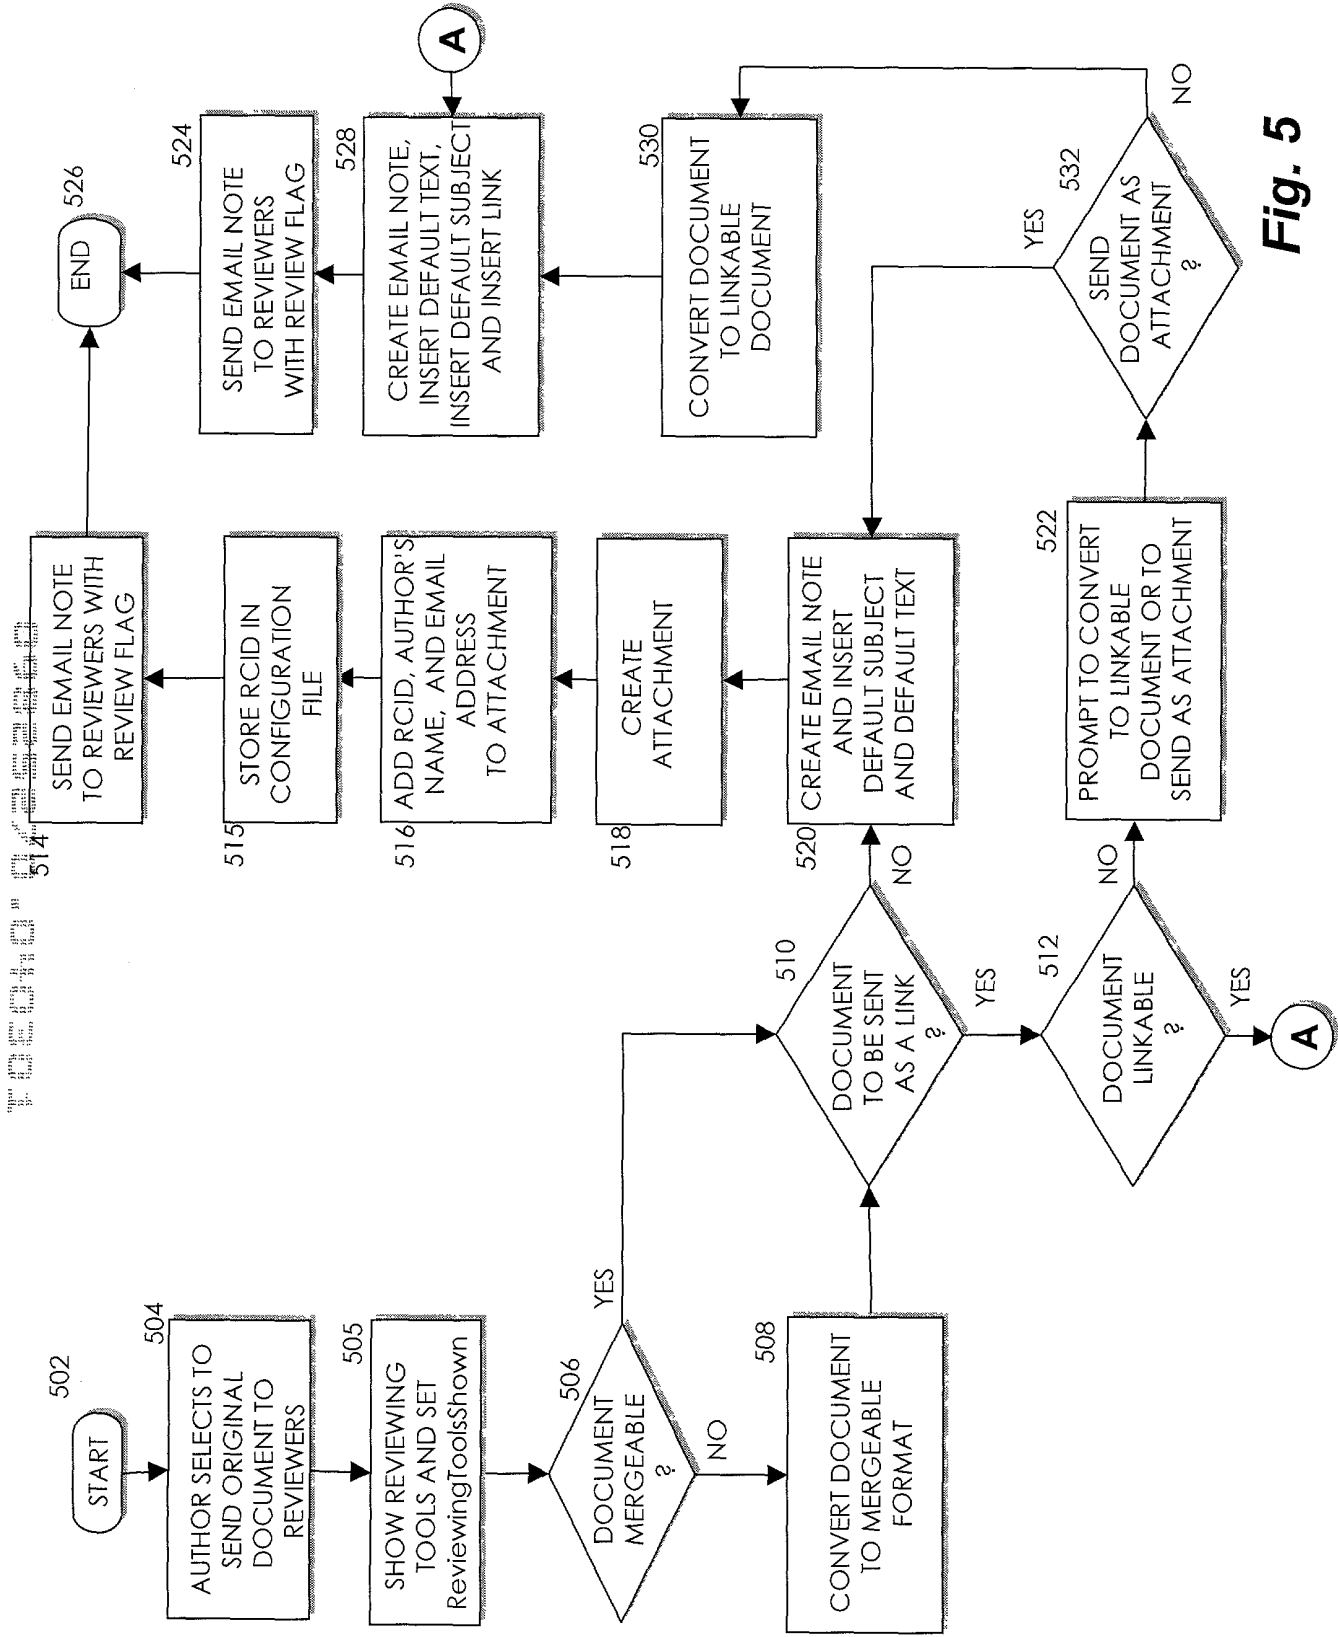 502
START
504
AUTHOR SELECTS TO
SEND ORIGINAL
DOCUMENT TO
REVIEWERS
505
SHOW REVIEWING
TOOLS AND SET
ReviewingToolsShown
506
DOCUMENT
MERGEABLE
?
YES
NO
508
CONVERT DOCUMENT
TO MERGEABLE
FORMAT
510
DOCUMENT
TO BE SENT
AS A LINK
?
NO
YES
512
DOCUMENT
LINKABLE
?
NO
YES
A
514
SEND EMAIL NOTE
TO REVIEWERS WITH
REVIEW FLAG
515
STORE RCID IN
CONFIGURATION
FILE
516
ADD RCID, AUTHOR'S
NAME, AND EMAIL
ADDRESS
TO ATTACHMENT
518
CREATE
ATTACHMENT
520
CREATE EMAIL NOTE
AND INSERT
DEFAULT SUBJECT
AND DEFAULT TEXT
522
PROMPT TO CONVERT
TO LINKABLE
DOCUMENT OR TO
SEND AS ATTACHMENT
526
END
524
SEND EMAIL NOTE
TO REVIEWERS
WITH REVIEW FLAG
A
528
CREATE EMAIL NOTE,
INSERT DEFAULT TEXT,
INSERT DEFAULT SUBJECT
AND INSERT LINK
530
CONVERT DOCUMENT
TO LINKABLE
DOCUMENT
532
SEND
DOCUMENT AS
ATTACHMENT
?
YES
NO
Fig. 5